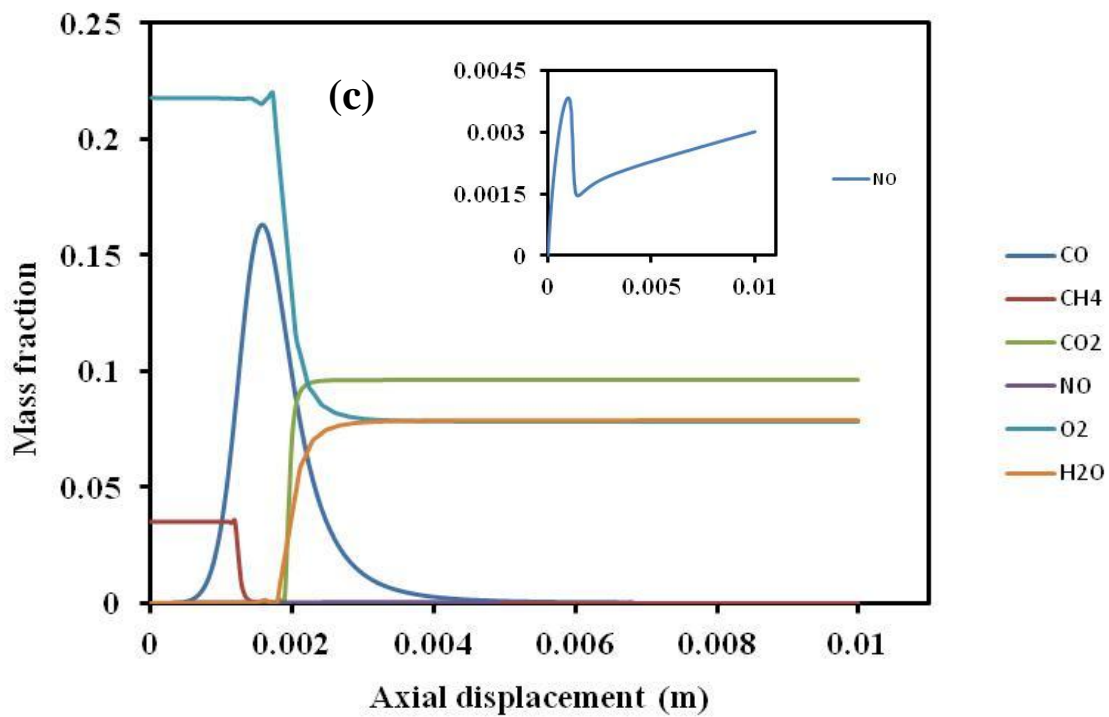 (c)
Mass fraction
0.25
0.2
0.15
0.1
0.05
0
0 0.002 0.004 0.006 0.008 0.01
Axial displacement (m)
0.0045
0.003
0.0015
0
0 0.005 0.01
NO
CO
CH4
CO2
NO
O2
H2O